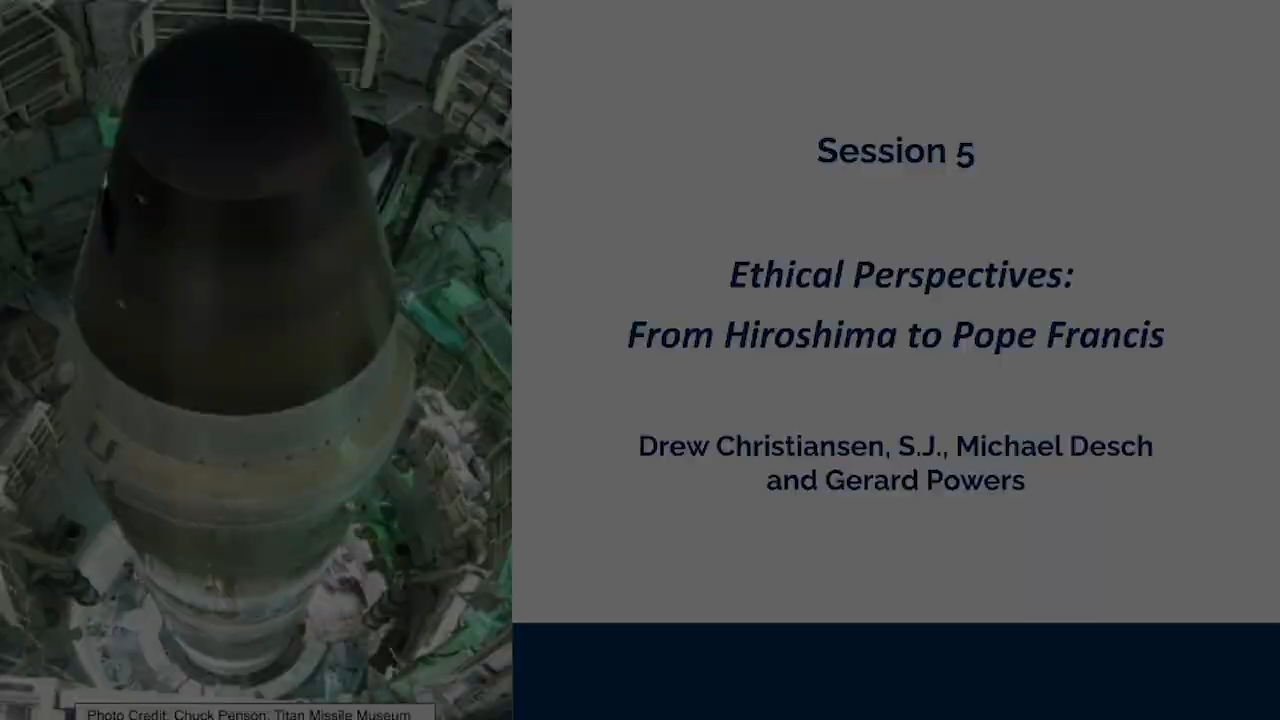 Session 5
Ethical Perspectives:
From Hiroshima to Pope Francis
Drew Christiansen, S.J., Michael Desch
and Gerard Powers
Photo Credit: Chuck Penson, Titan Missile Museum